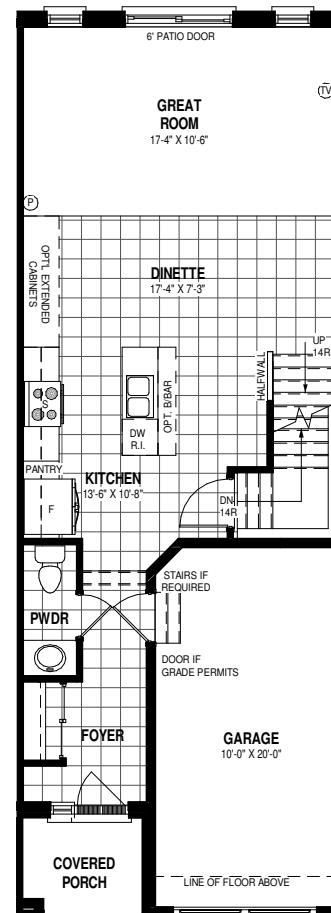 6' PATIO DOOR
TV
GREAT
ROOM
17'-4" X 10'-6"
P
OPT'L EXTENDED
CABINETS
DINETTE
17'-4" X 7'-3"
UP
14R
HALFWALL
OPT. B/BAR
S
DW
R.I.
PANTRY
F
KITCHEN
13'-6" X 10'-8"
DN
14R
STAIRS IF
REQUIRED
PWDR
DOOR IF
GRADE PERMITS
FOYER
GARAGE
10'-0" X 20'-0"
COVERED
PORCH
LINE OF FLOOR ABOVE